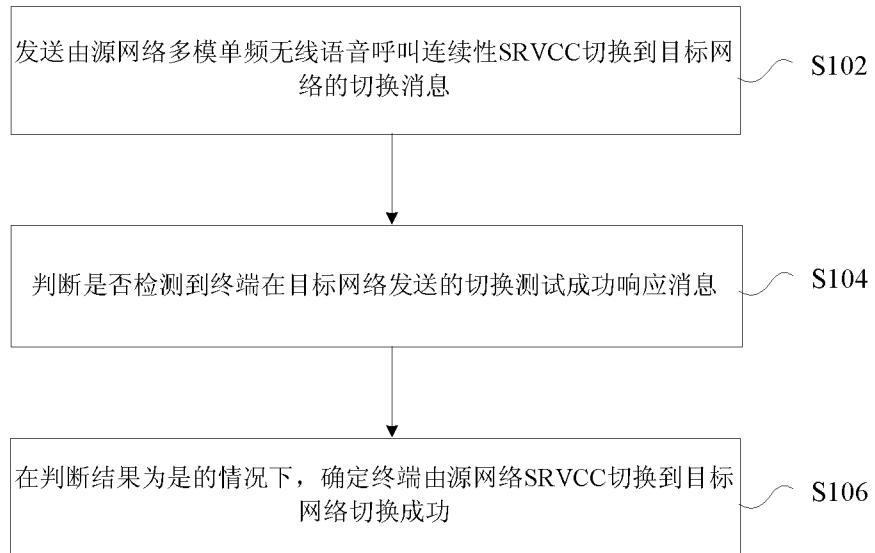 发送由源网络多模单频无线语音呼叫连续性SRVCC切换到目标网
络的切换消息
S102
判断是否检测到终端在目标网络发送的切换测试成功响应消息
S104
在判断结果为是的情况下，确定终端由源网络SRVCC切换到目标
网络切换成功
S106